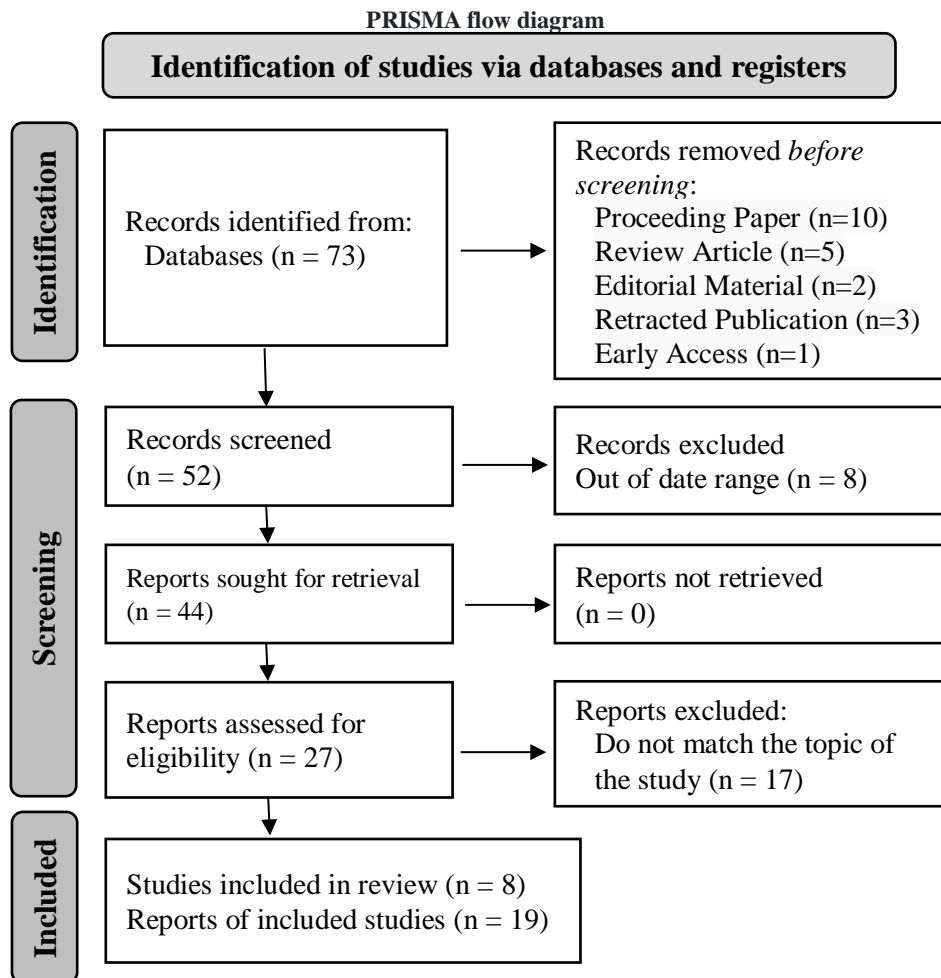 PRISMA flow diagram
Identification of studies via databases and registers
Identification
Records identified from:
Databases (n = 73)
Records removed before
screening:
Proceeding Paper (n=10)
Review Article (n=5)
Editorial Material (n=2)
Retracted Publication (n=3)
Early Access (n=1)
Screening
Records screened
(n = 52)
Records excluded
Out of date range (n = 8)
Reports sought for retrieval
(n = 44)
Reports not retrieved
(n = 0)
Reports assessed for
eligibility (n = 27)
Reports excluded:
Do not match the topic of
the study (n = 17)
Included
Studies included in review (n = 8)
Reports of included studies (n = 19)